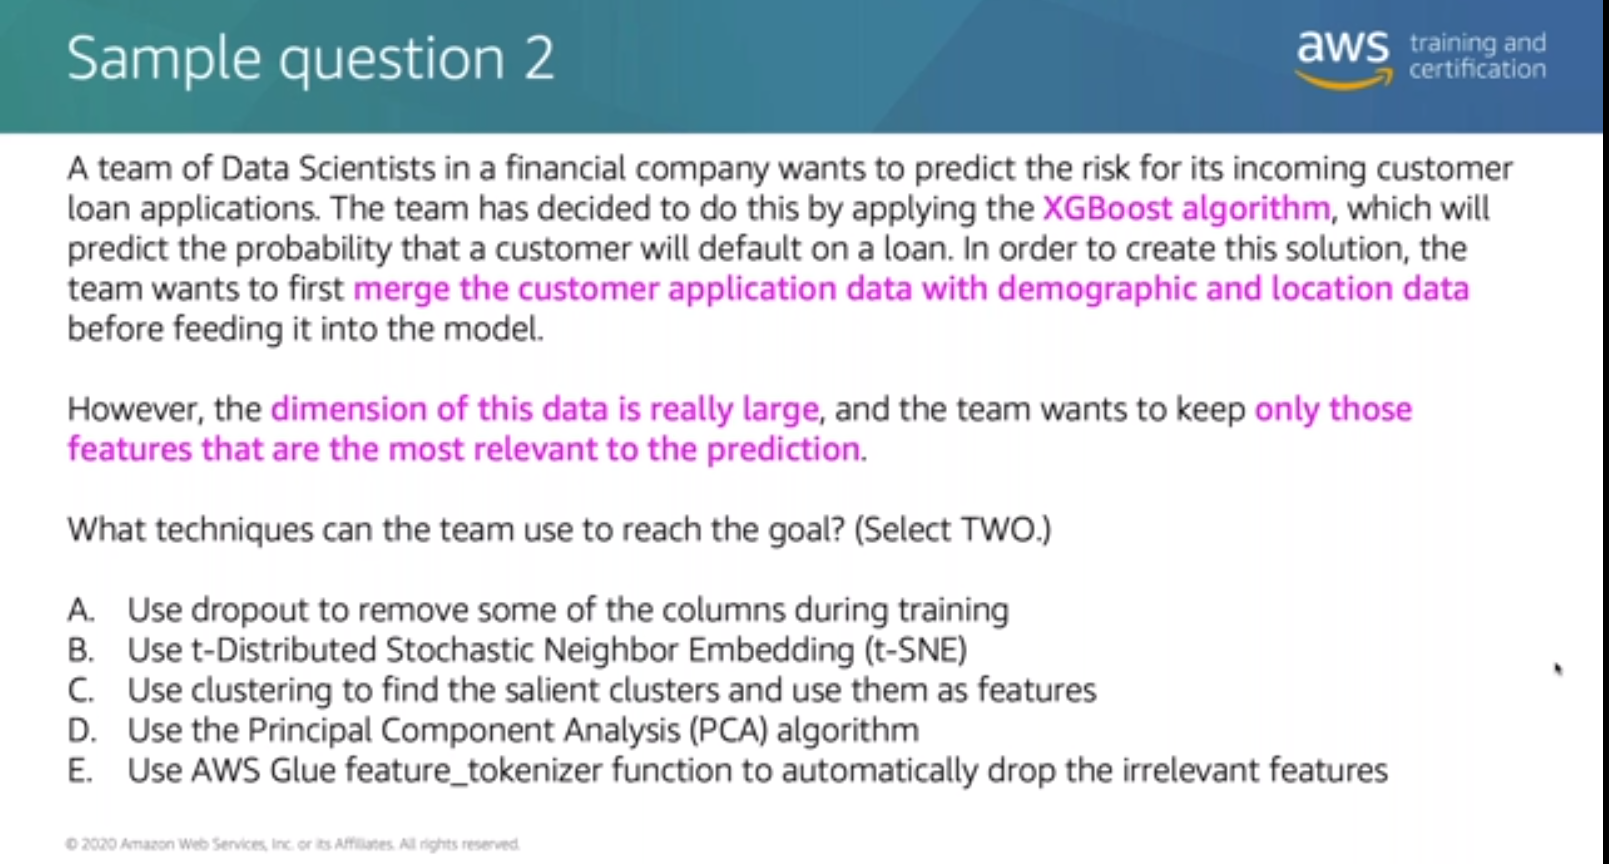 Sample question 2
aws training and
certification
A team of Data Scientists in a financial company wants to predict the risk for its incoming customer
loan applications. The team has decided to do this by applying the XGBoost algorithm, which will
predict the probability that a customer will default on a loan. In order to create this solution, the
team wants to first merge the customer application data with demographic and location data
before feeding it into the model.
However, the dimension of this data is really large, and the team wants to keep only those
features that are the most relevant to the prediction.
What techniques can the team use to reach the goal? (Select TWO.)
A. Use dropout to remove some of the columns during training
B. Use t-Distributed Stochastic Neighbor Embedding (t-SNE)
C. Use clustering to find the salient clusters and use them as features
D. Use the Principal Component Analysis (PCA) algorithm
E. Use AWS Glue feature_tokenizer function to automatically drop the irrelevant features
© 2020 Amazon Web Services, Inc. or its Affiliates. All rights reserved.